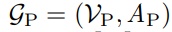 𝒢_P = (𝒱_P, A_P)